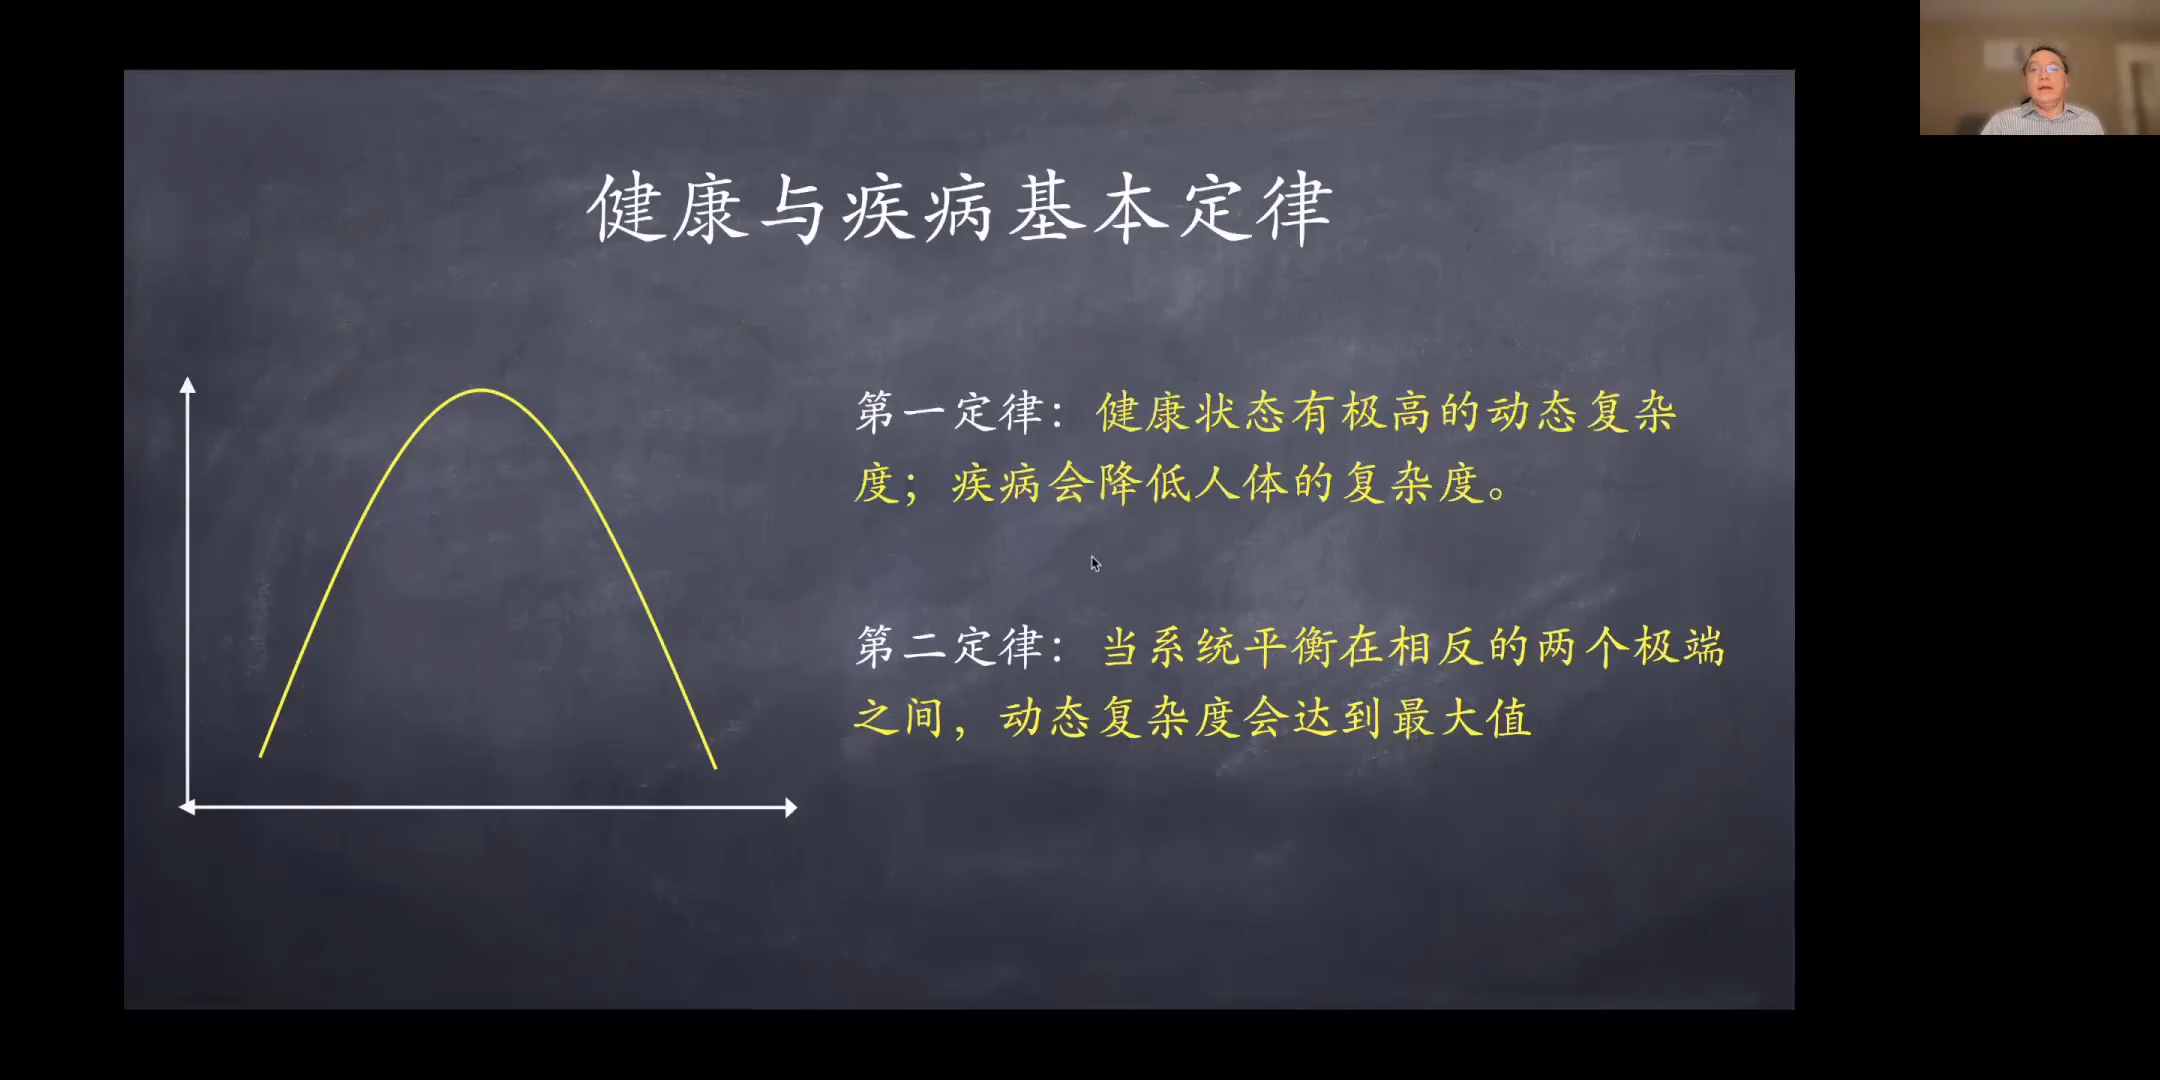 健康与疾病基本定律
第一定律：健康状态有极高的动态复杂
度；疾病会降低人体的复杂度。
第二定律：当系统平衡在相反的两个极端
之间，动态复杂度会达到最大值